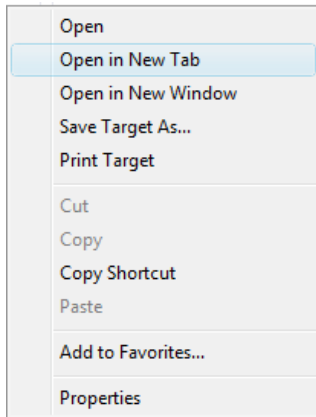 Open
Open in New Tab
Open in New Window
Save Target As...
Print Target
Cut
Copy
Copy Shortcut
Paste
Add to Favorites...
Properties